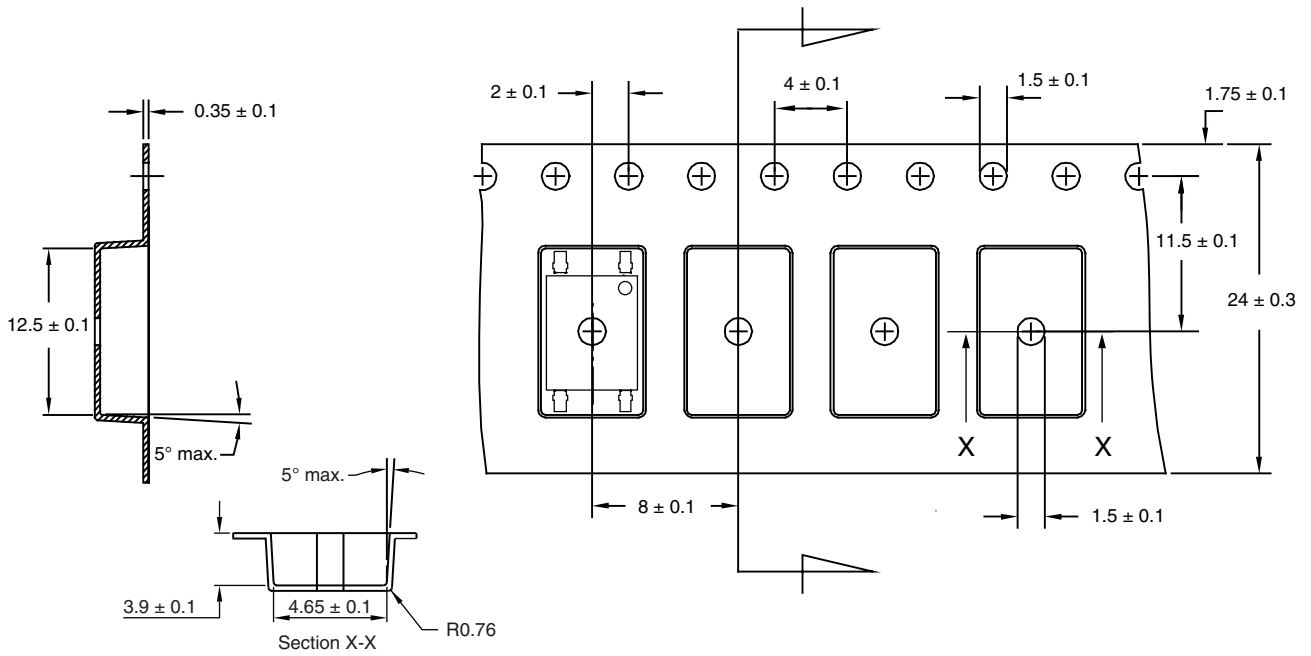 2 ± 0.1
4 ± 0.1
1.5 ± 0.1
1.75 ± 0.1
0.35 ± 0.1
11.5 ± 0.1
24 ± 0.3
12.5 ± 0.1
X
X
5° max.
5° max.
8 ± 0.1
1.5 ± 0.1
3.9 ± 0.1
4.65 ± 0.1
R0.76
Section X-X